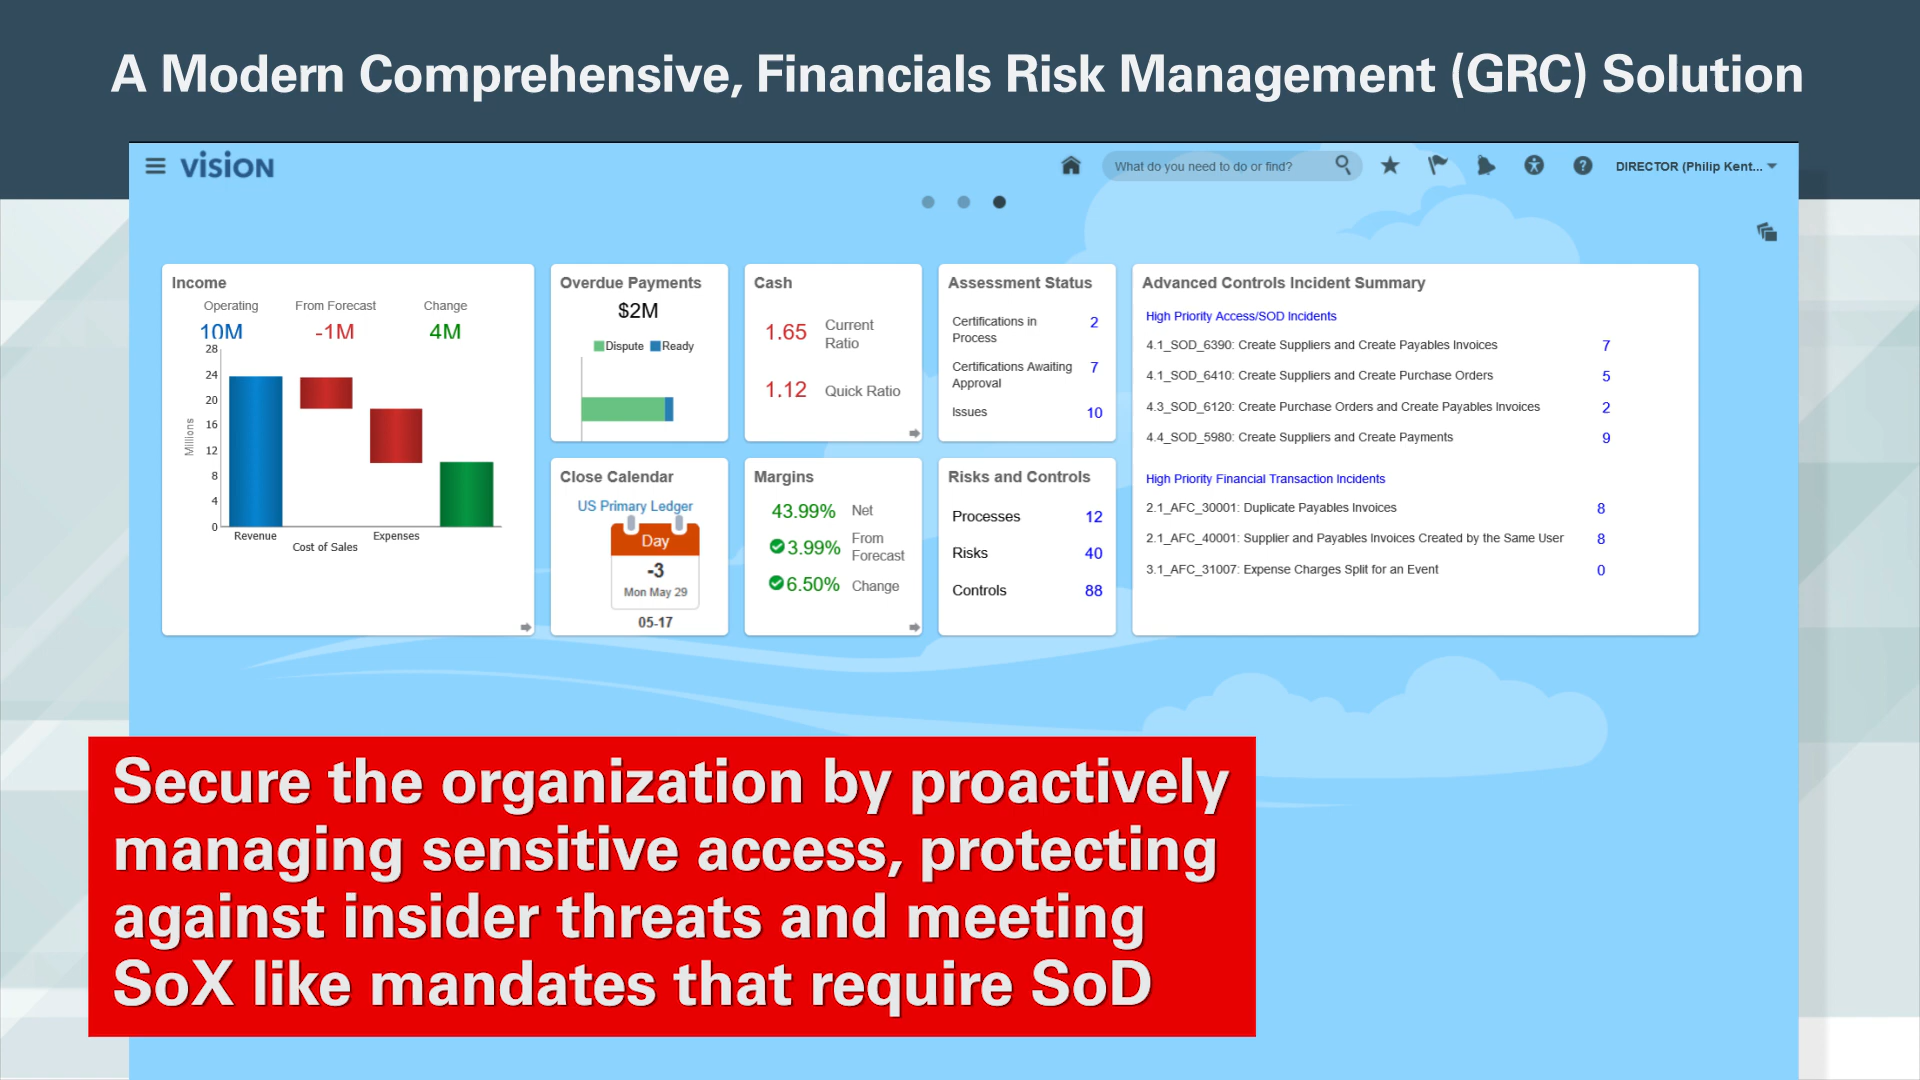 A Modern Comprehensive, Financials Risk Management (GRC) Solution
VISION
What do you need to do or find?
DIRECTOR (Philip Kent...
Income
Operating
From Forecast
Change
10M
-1M
4M
28
24
20
16
12
8
4
0
Millions
Revenue
Cost of Sales
Expenses
Overdue Payments
$2M
Dispute
Ready
Cash
1.65 Current
Ratio
1.12 Quick Ratio
Assessment Status
Certifications in
Process
2
Certifications Awaiting
Approval
7
Issues 10
Advanced Controls Incident Summary
High Priority Access/SOD Incidents
4.1_SOD_6390: Create Suppliers and Create Payables Invoices 7
4.1_SOD_6410: Create Suppliers and Create Purchase Orders 5
4.3_SOD_6120: Create Purchase Orders and Create Payables Invoices 2
4.4_SOD_5980: Create Suppliers and Create Payments 9
High Priority Financial Transaction Incidents
2.1_AFC_30001: Duplicate Payables Invoices 8
2.1_AFC_40001: Supplier and Payables Invoices Created by the Same User 8
3.1_AFC_31007: Expense Charges Split for an Event 0
Close Calendar
US Primary Ledger
Day
-3
Mon May 29
05-17
Margins
43.99% Net
3.99% From
Forecast
6.50% Change
Risks and Controls
Processes 12
Risks 40
Controls 88
Secure the organization by proactively
managing sensitive access, protecting
against insider threats and meeting
SoX like mandates that require SoD